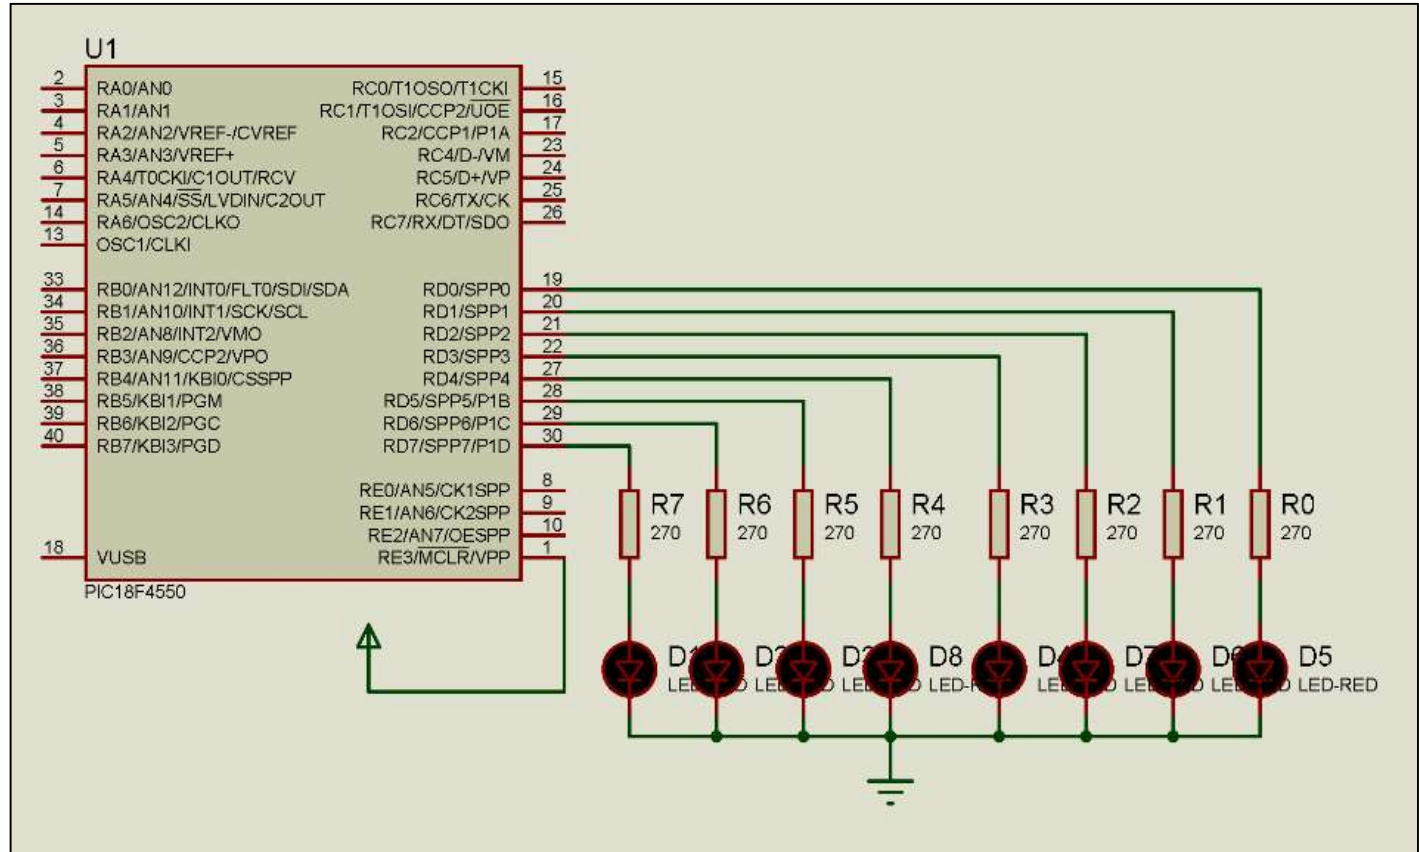 U1
2 RA0/AN0 RC0/T1OSO/T1CKI 15
3 RA1/AN1 RC1/T1OSI/CCP2/UOE 16
4 RA2/AN2/VREF-/CVREF RC2/CCP1/P1A 17
5 RA3/AN3/VREF+ RC4/D-/VM 23
6 RA4/T0CKI/C1OUT/RCV RC5/D+/VP 24
7 RA5/AN4/SS/LVDIN/C2OUT RC6/TX/CK 25
14 RA6/OSC2/CLKO RC7/RX/DT/SDO 26
13 OSC1/CLKI
33 RB0/AN12/INT0/FLT0/SDI/SDA RD0/SPP0 19
34 RB1/AN10/INT1/SCK/SCL RD1/SPP1 20
35 RB2/AN8/INT2/VMO RD2/SPP2 21
36 RB3/AN9/CCP2/VPO RD3/SPP3 22
37 RB4/AN11/KBI0/CSSPP RD4/SPP4 27
38 RB5/KBI1/PGM RD5/SPP5/P1B 28
39 RB6/KBI2/PGC RD6/SPP6/P1C 29
40 RB7/KBI3/PGD RD7/SPP7/P1D 30
RE0/AN5/CK1SPP 8
RE1/AN6/CK2SPP 9
RE2/AN7/OESPP 10
18 VUSB RE3/MCLR/VPP 1
PIC18F4550
R7 R6 R5 R4 R3 R2 R1 R0
270 270 270 270 270 270 270 270
D8 D5
LED-RED